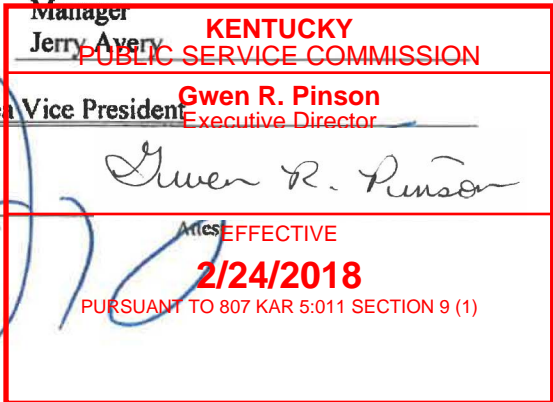 Manager
KENTUCKY
Jerry Avery
PUBLIC SERVICE COMMISSION
Vice President
Gwen R. Pinson
Executive Director
Gwen R. Pinson
Attest
EFFECTIVE
2/24/2018
PURSUANT TO 807 KAR 5:011 SECTION 9 (1)